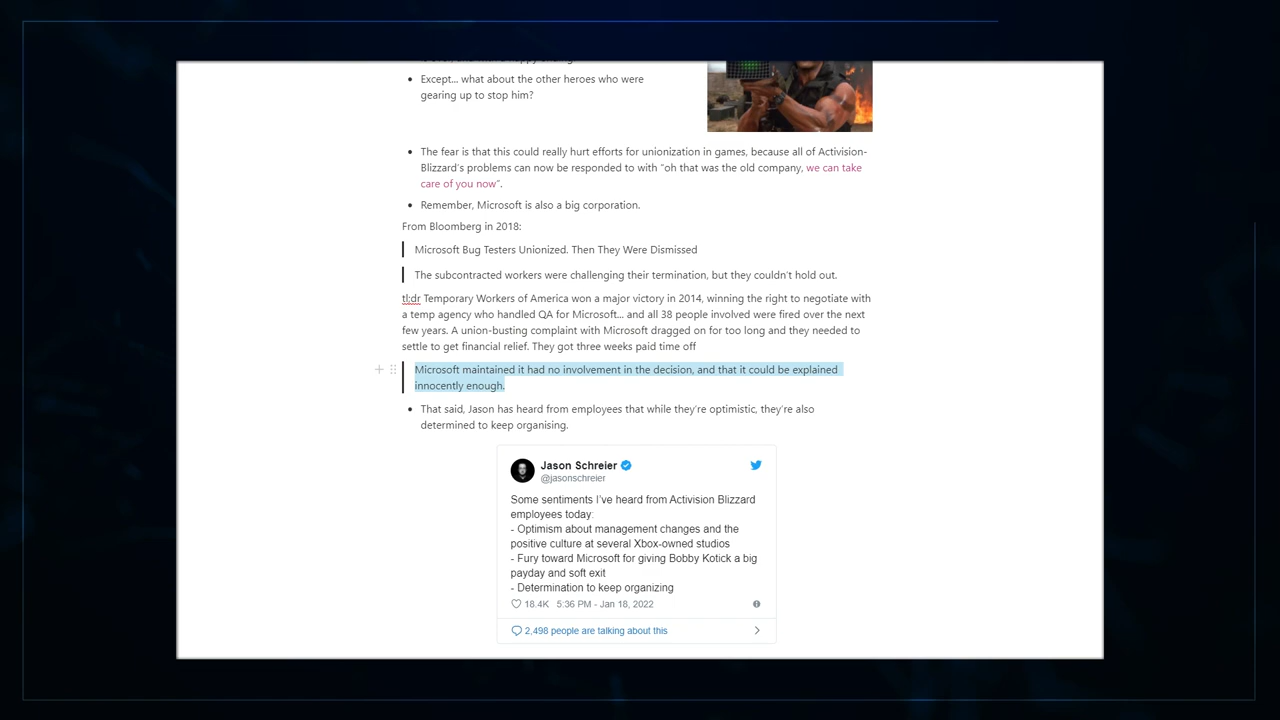 Except... what about the other heroes who were
gearing up to stop him?
The fear is that this could really hurt efforts for unionization in games, because all of Activision-
Blizzard's problems can now be responded to with "oh that was the old company, we can take
care of you now".
Remember, Microsoft is also a big corporation.
From Bloomberg in 2018:
Microsoft Bug Testers Unionized. Then They Were Dismissed
The subcontracted workers were challenging their termination, but they couldn't hold out.
tl;dr Temporary Workers of America won a major victory in 2014, winning the right to negotiate with
a temp agency who handled QA for Microsoft... and all 38 people involved were fired over the next
few years. A union-busting complaint with Microsoft dragged on for too long and they needed to
settle to get financial relief. They got three weeks paid time off
Microsoft maintained it had no involvement in the decision, and that it could be explained
innocently enough.
That said, Jason has heard from employees that while they're optimistic, they're also
determined to keep organising.
Jason Schreier
@jasonschreier
Some sentiments I've heard from Activision Blizzard
employees today:
- Optimism about management changes and the
positive culture at several Xbox-owned studios
- Fury toward Microsoft for giving Bobby Kotick a big
payday and soft exit
- Determination to keep organizing
18.4K 5:36 PM - Jan 18, 2022
2,498 people are talking about this